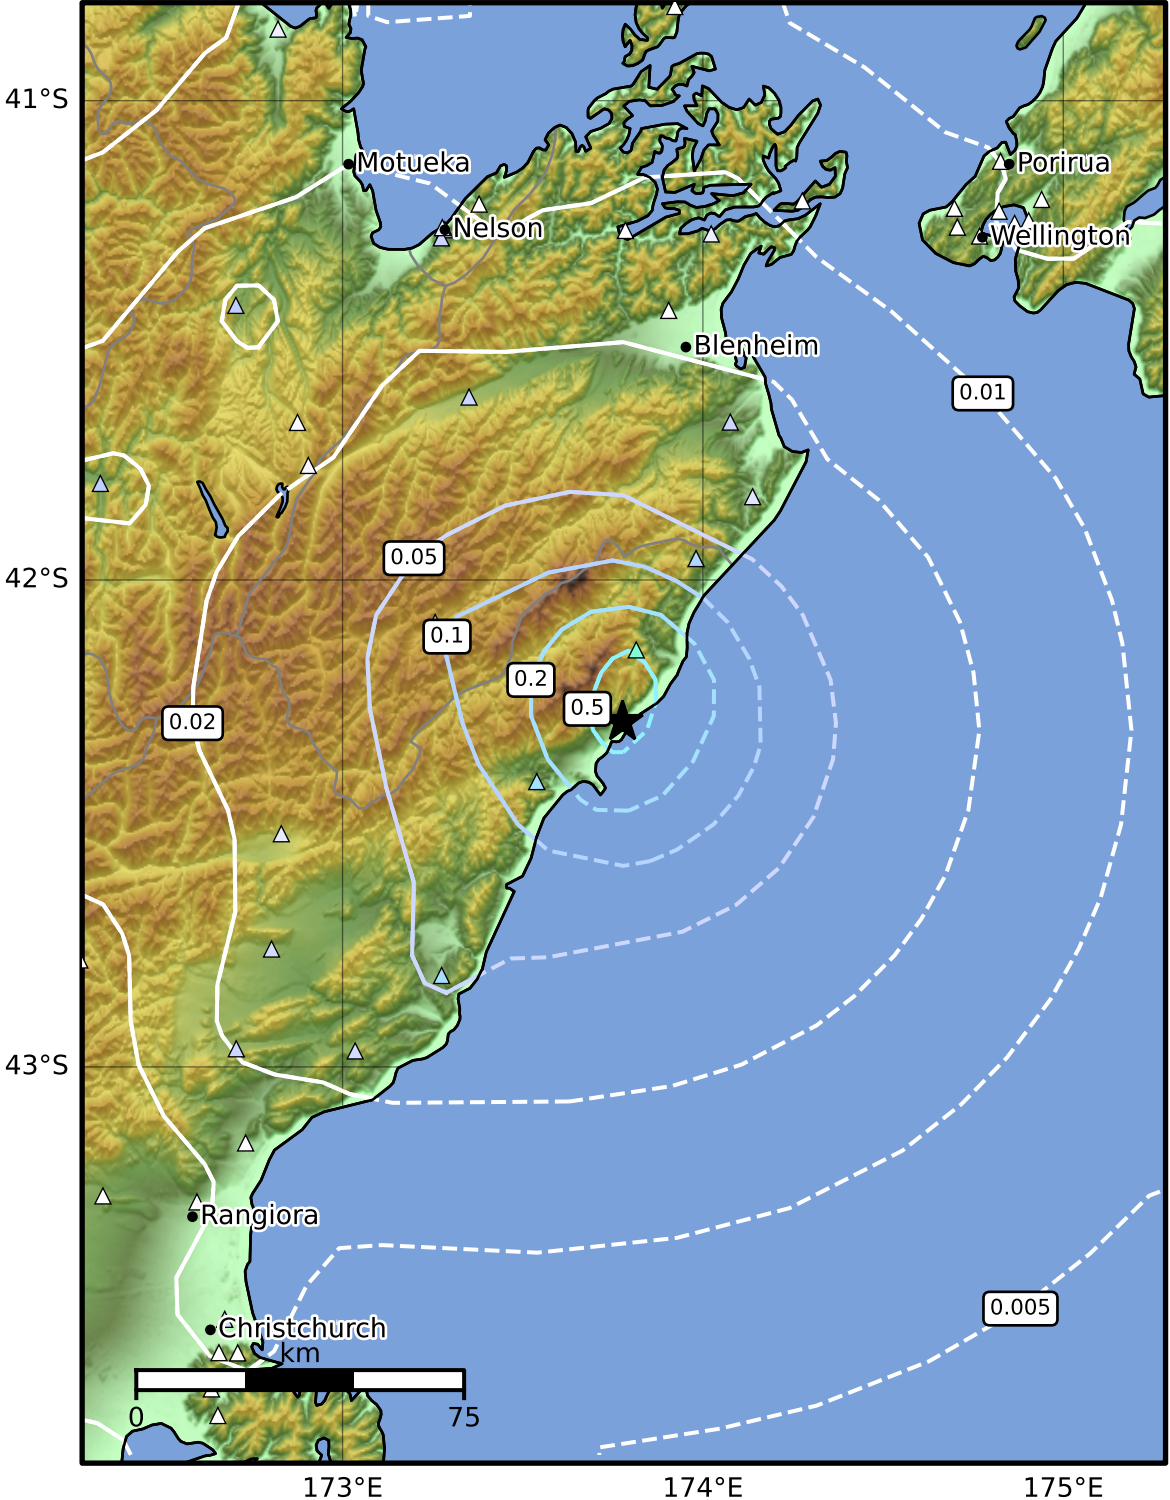 41°S
Motueka
Porirua
Nelson
Wellington
Blenheim
0.01
0.05
42°S
0.1
0.2
0.5
0.02
43°S
Rangiora
0.005
Christchurch
km
0 75
173°E 174°E 175°E